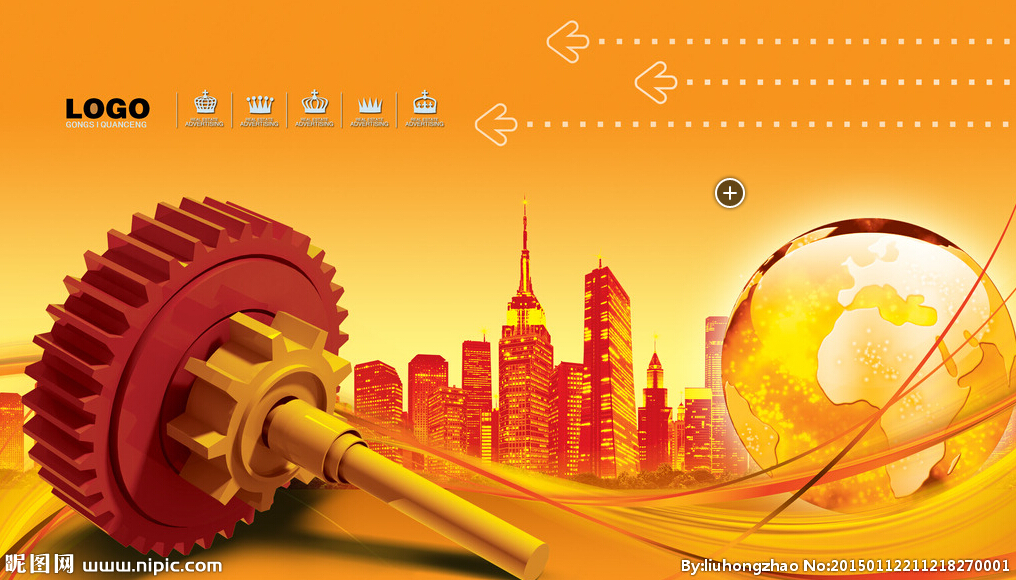 LOGO
GONGSI QUANCENG
REAL ESTATE
ADVERTISING
REAL ESTATE
ADVERTISING
REAL ESTATE
ADVERTISING
REAL ESTATE
ADVERTISING
REAL ESTATE
ADVERTISING
昵图网 www.nipic.com
By:liuhongzhao No:20150112211218270001